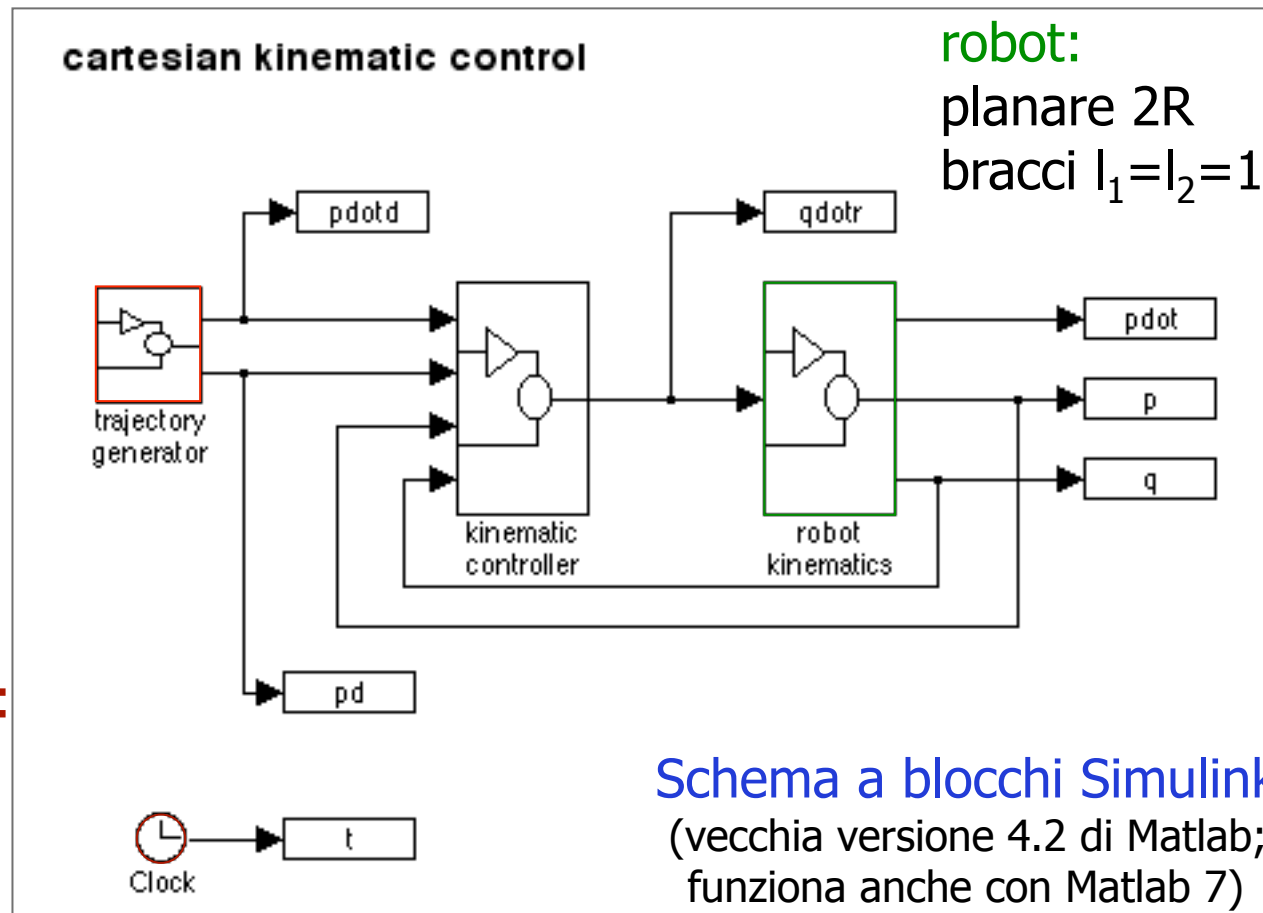 cartesian kinematic control
robot:
planare 2R
bracci l₁=l₂=1
pdotd
qdotr
trajectory
generator
kinematic
controller
robot
kinematics
pdot
p
q
pd
:
Clock
t
Schema a blocchi Simulink
(vecchia versione 4.2 di Matlab;
funziona anche con Matlab 7)